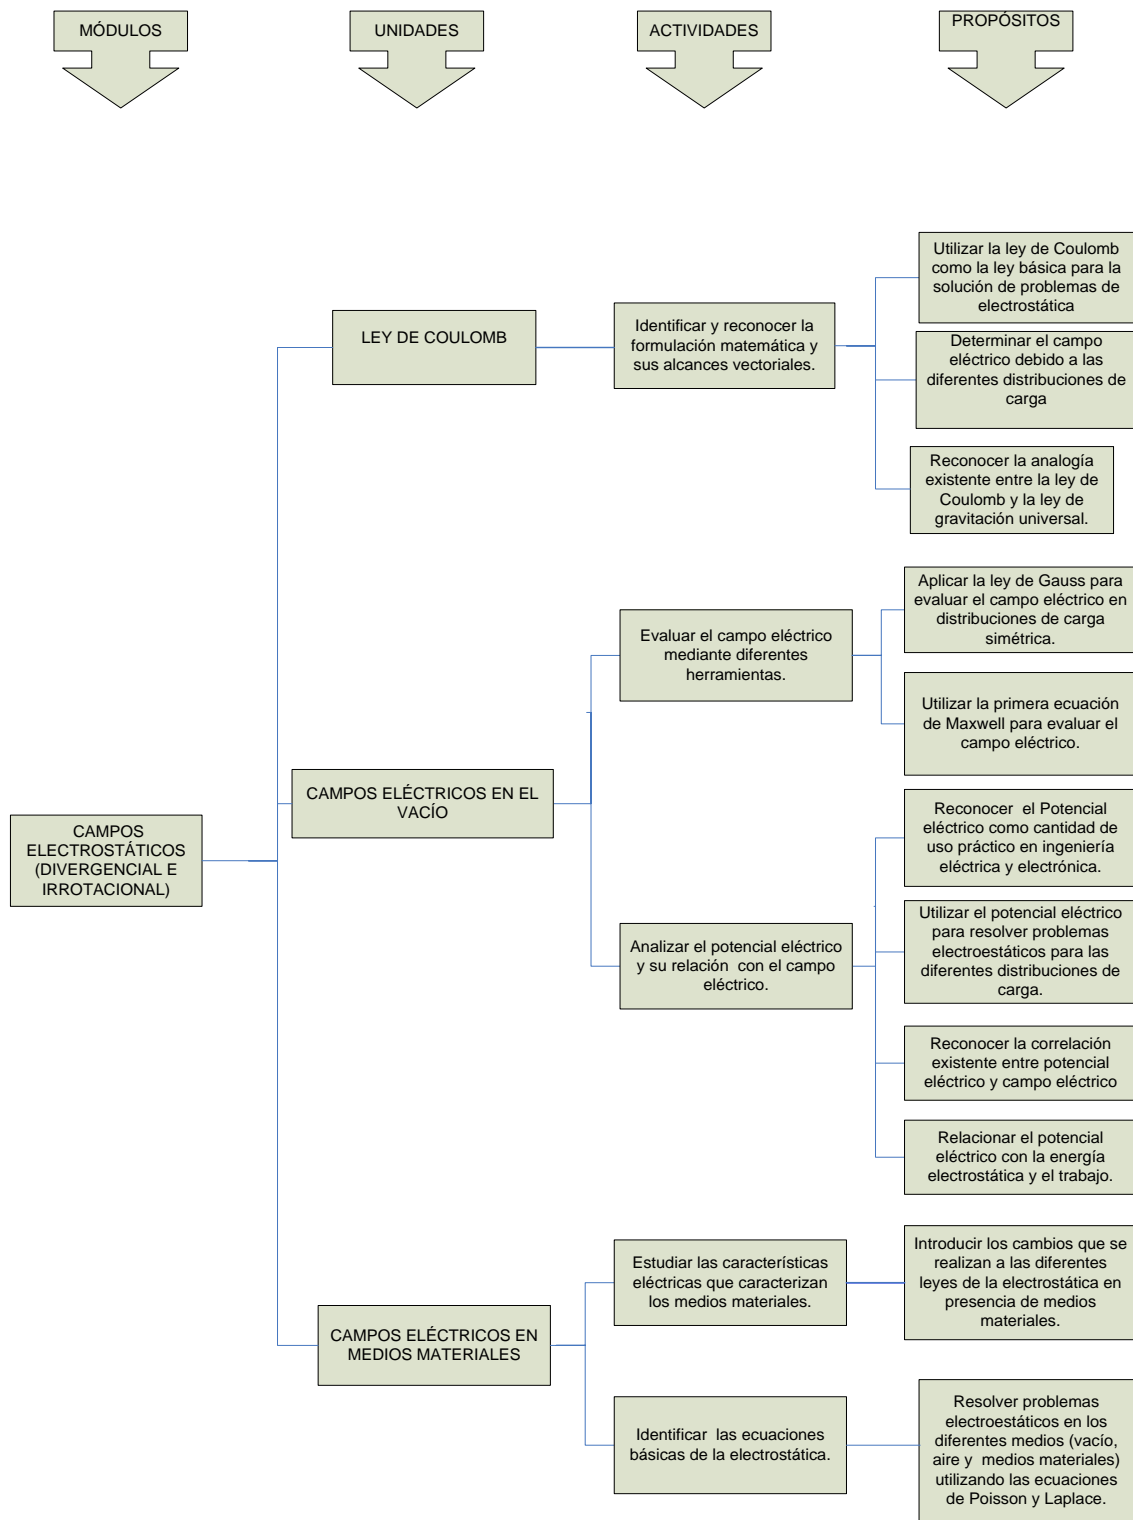 MÓDULOS
UNIDADES
ACTIVIDADES
PROPÓSITOS
CAMPOS
ELECTROSTÁTICOS
(DIVERGENCIAL E
IRROTACIONAL)
LEY DE COULOMB
Identificar y reconocer la
formulación matemática y
sus alcances vectoriales.
Utilizar la ley de Coulomb
como la ley básica para la
solución de problemas de
electrostática
Determinar el campo
eléctrico debido a las
diferentes distribuciones de
carga
Reconocer la analogía
existente entre la ley de
Coulomb y la ley de
gravitación universal.
CAMPOS ELÉCTRICOS EN EL
VACÍO
Evaluar el campo eléctrico
mediante diferentes
herramientas.
Aplicar la ley de Gauss para
evaluar el campo eléctrico en
distribuciones de carga
simétrica.
Utilizar la primera ecuación
de Maxwell para evaluar el
campo eléctrico.
Analizar el potencial eléctrico
y su relación con el campo
eléctrico.
Reconocer el Potencial
eléctrico como cantidad de
uso práctico en ingeniería
eléctrica y electrónica.
Utilizar el potencial eléctrico
para resolver problemas
electroestáticos para las
diferentes distribuciones de
carga.
Reconocer la correlación
existente entre potencial
eléctrico y campo eléctrico
Relacionar el potencial
eléctrico con la energía
electrostática y el trabajo.
CAMPOS ELÉCTRICOS EN
MEDIOS MATERIALES
Estudiar las características
eléctricas que caracterizan
los medios materiales.
Introducir los cambios que se
realizan a las diferentes
leyes de la electrostática en
presencia de medios
materiales.
Identificar las ecuaciones
básicas de la electrostática.
Resolver problemas
electroestáticos en los
diferentes medios (vacío,
aire y medios materiales)
utilizando las ecuaciones
de Poisson y Laplace.